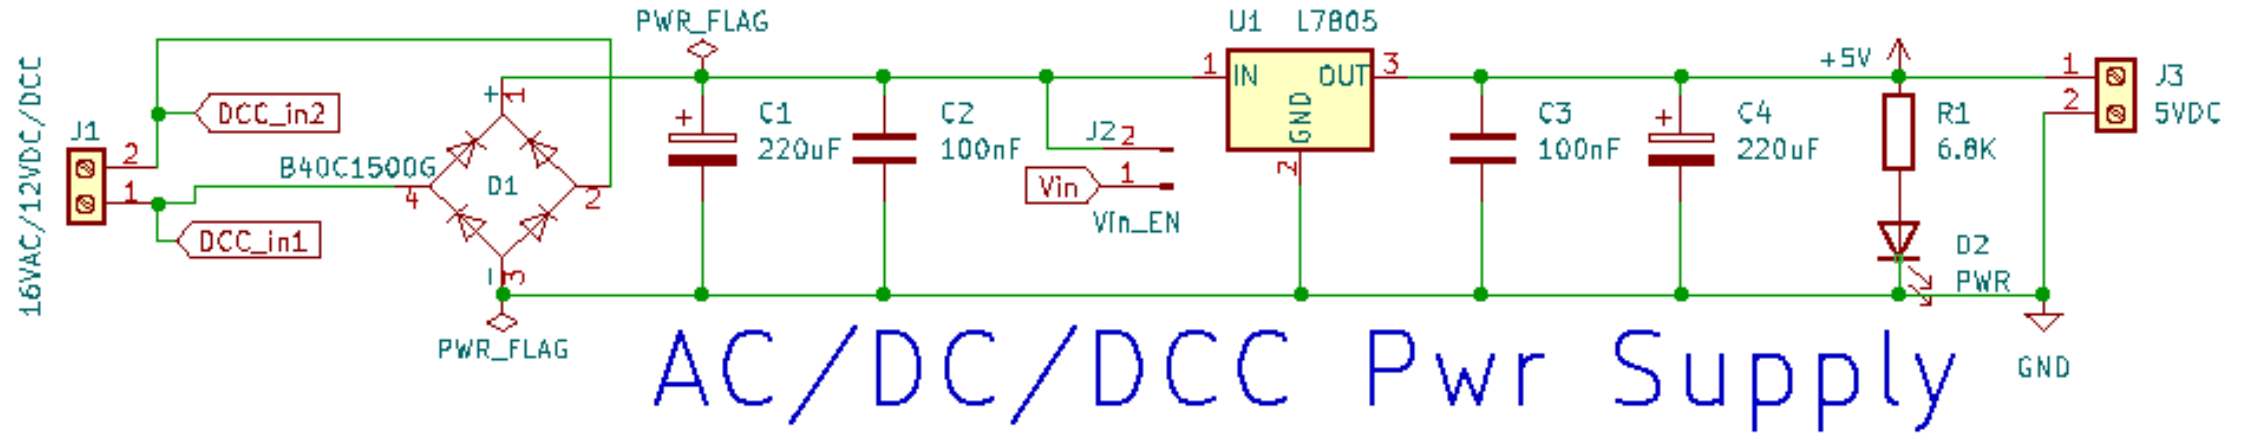 16VAC/12VDC/DCC
J1
2
1
DCC_in2
DCC_in1
B40C1500G
D1
+
1
2
-
3
4
PWR_FLAG
PWR_FLAG
+
C1
220uF
C2
100nF
J2
2
1
Vin
Vin_EN
U1 L7805
1
IN
OUT
3
GND
2
C3
100nF
+
C4
220uF
+5V
R1
6.8K
D2
PWR
1
2
J3
5VDC
GND
AC/DC/DCC Pwr Supply